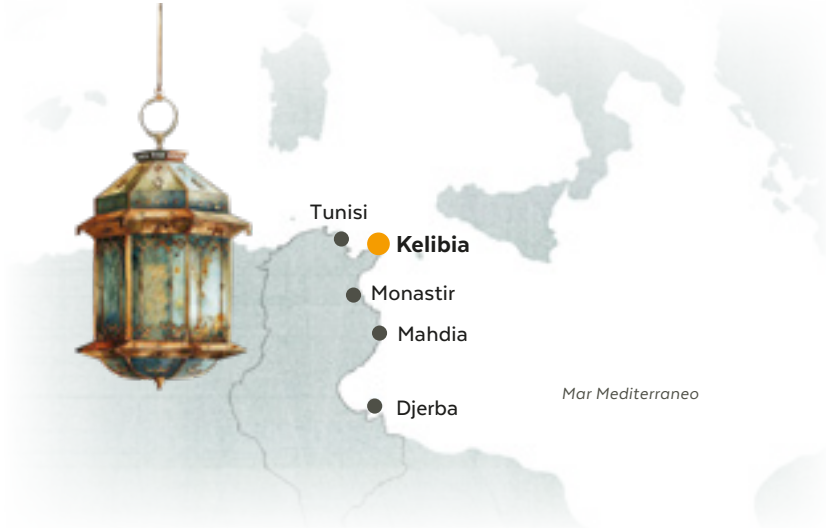 Tunisi
Kelibia
Monastir
Mahdia
Mar Mediterraneo
Djerba